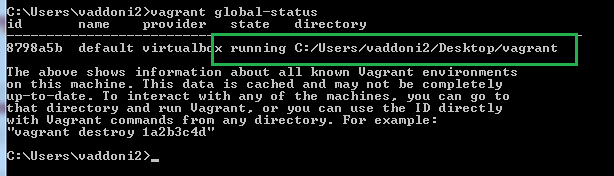 C:\Users\vaddoni2>vagrant global-status
id name provider state directory
--------------------------------------------------------------------
8798a5b default virtualbox running C:/Users/vaddoni2/Desktop/vagrant
The above shows information about all known Vagrant environments
on this machine. This data is cached and may not be completely
up-to-date. To interact with any of the machines, you can go to
that directory and run Vagrant, or you can use the ID directly
with Vagrant commands from any directory. For example:
"vagrant destroy 1a2b3c4d"
C:\Users\vaddoni2>_